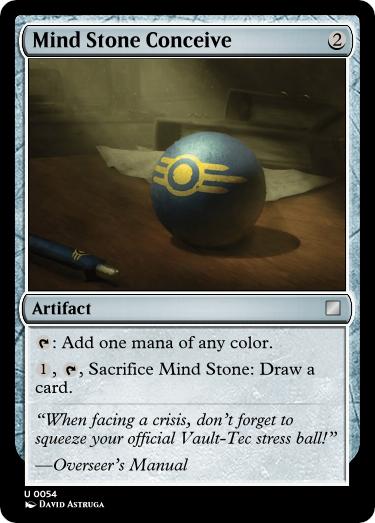 Mind Stone Conceive 2
Artifact
: Add one mana of any color.
1, , Sacrifice Mind Stone: Draw a
card.
“When facing a crisis, don’t forget to
squeeze your official Vault-Tec stress ball!”
—Overseer’s Manual
U 0054
David Astruga